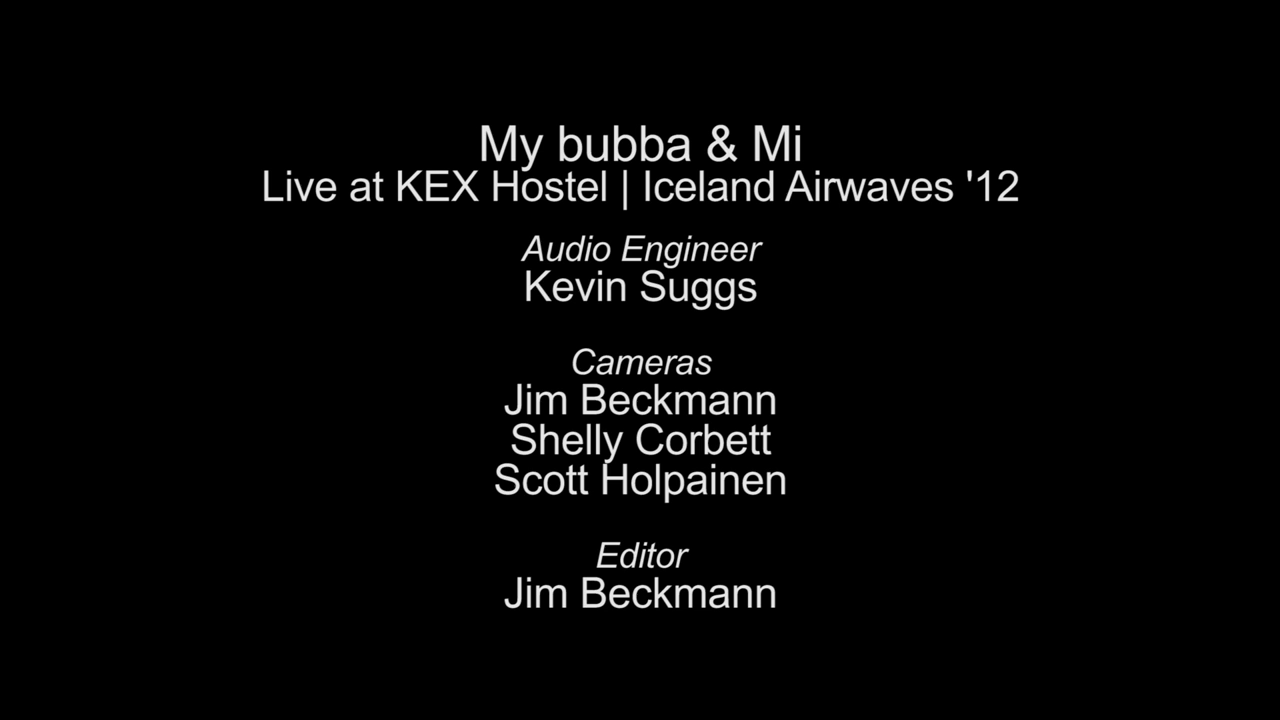 My bubba & Mi
Live at KEX Hostel | Iceland Airwaves '12
Audio Engineer
Kevin Suggs
Cameras
Jim Beckmann
Shelly Corbett
Scott Holpainen
Editor
Jim Beckmann